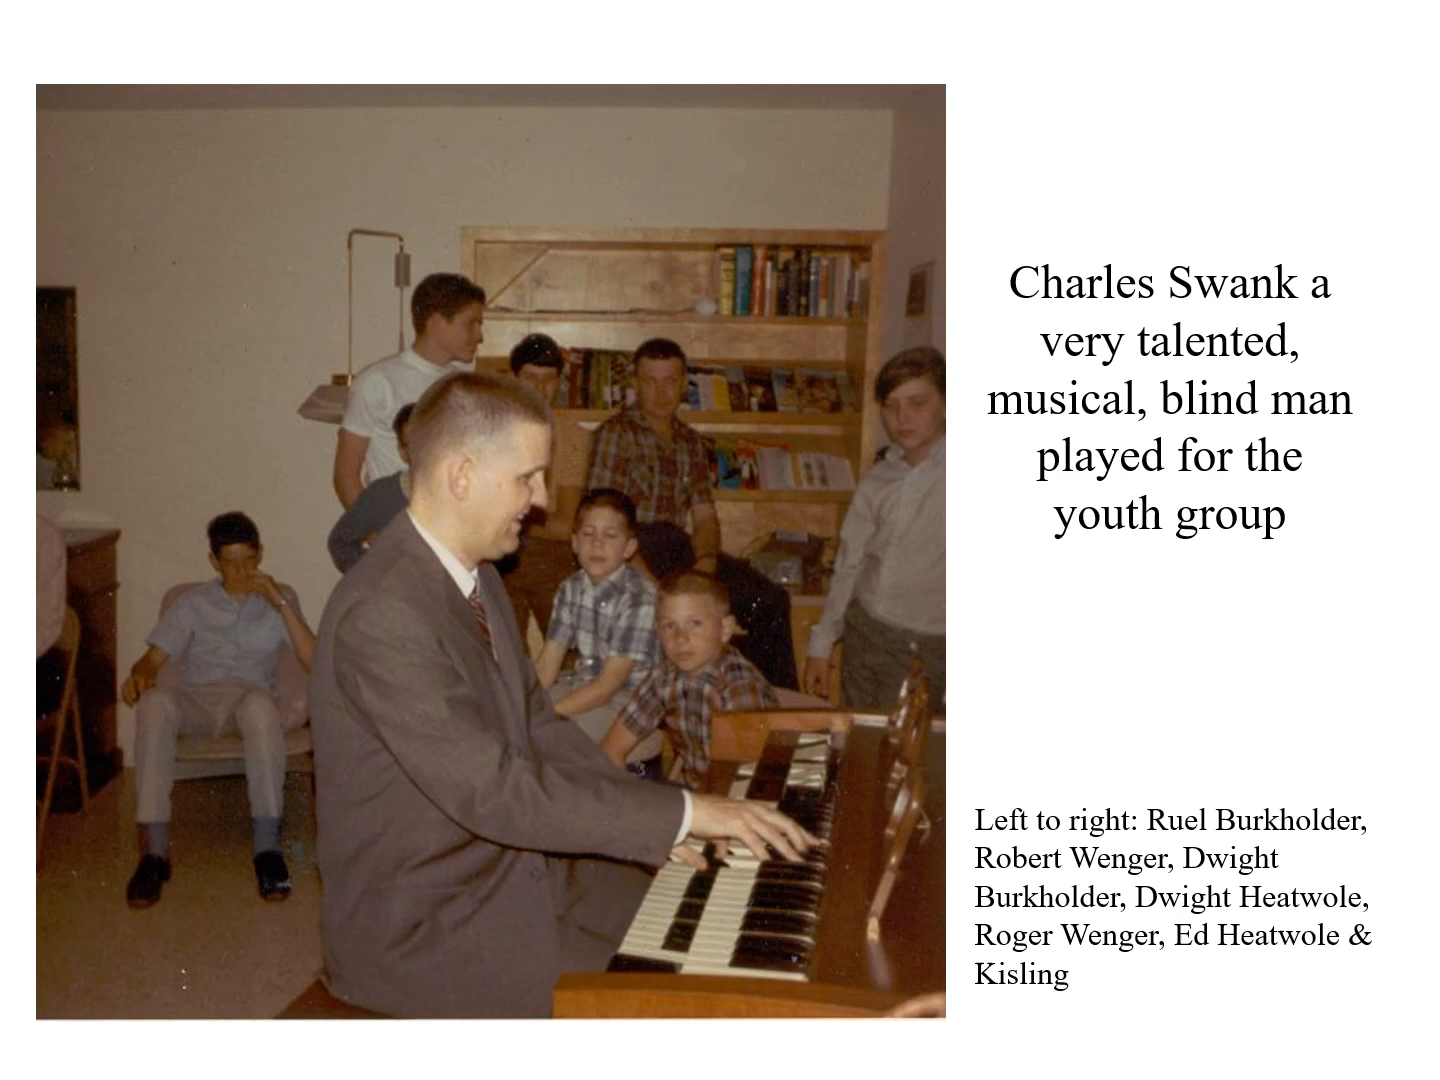 Charles Swank a
very talented,
musical, blind man
played for the
youth group
Left to right: Ruel Burkholder,
Robert Wenger, Dwight
Burkholder, Dwight Heatwole,
Roger Wenger, Ed Heatwole &
Kisling